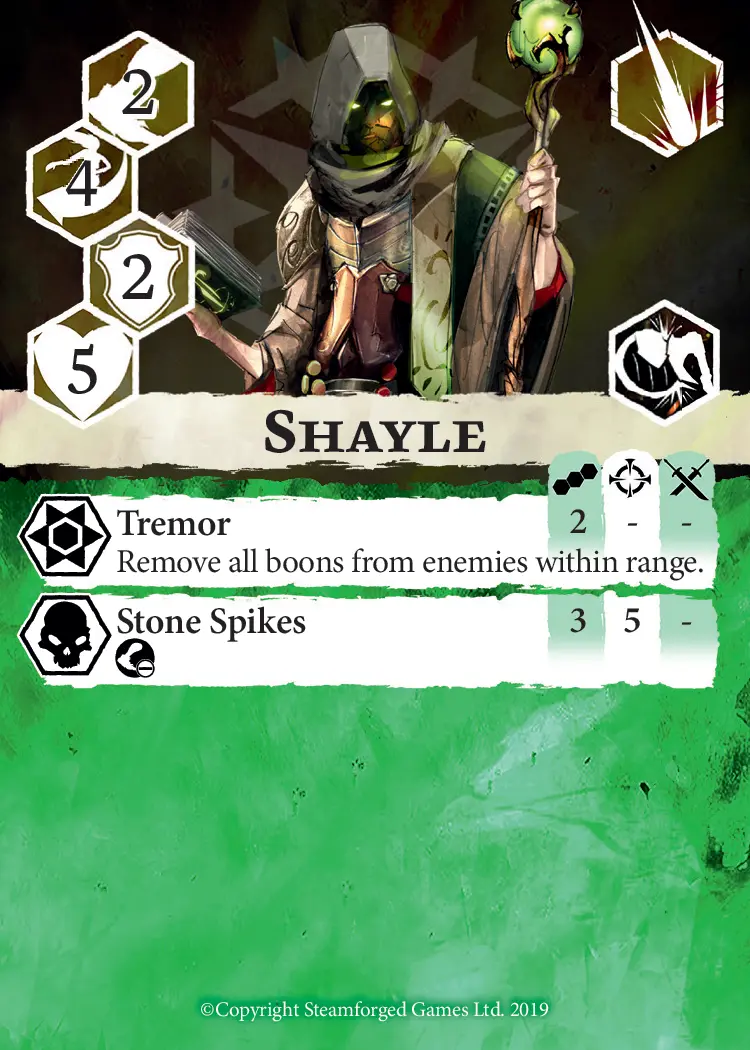 2
4
2
5
Shayle
Tremor 2 - -
Remove all boons from enemies within range.
Stone Spikes 3 5 -
©Copyright Steamforged Games Ltd. 2019